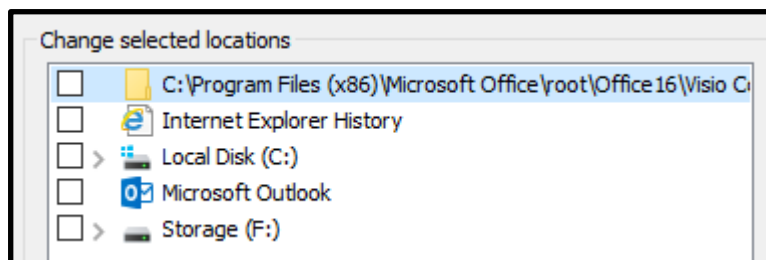 Change selected locations
C:\Program Files (x86)\Microsoft Office\root\Office16\Visio
Internet Explorer History
Local Disk (C:)
Microsoft Outlook
Storage (F:)